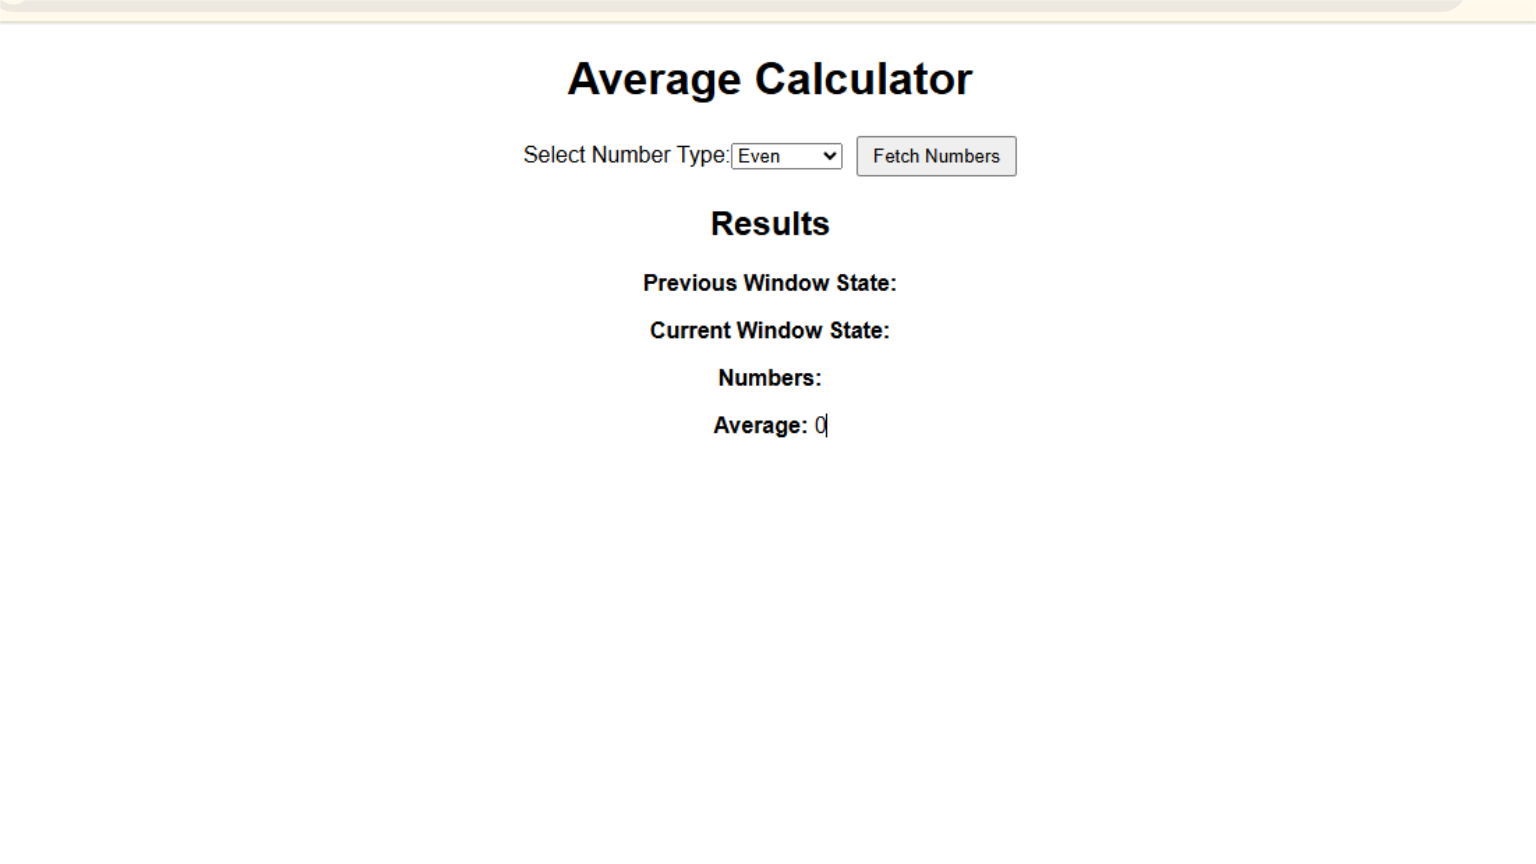 Average Calculator
Select Number Type: Even Fetch Numbers
Results
Previous Window State:
Current Window State:
Numbers:
Average: 0